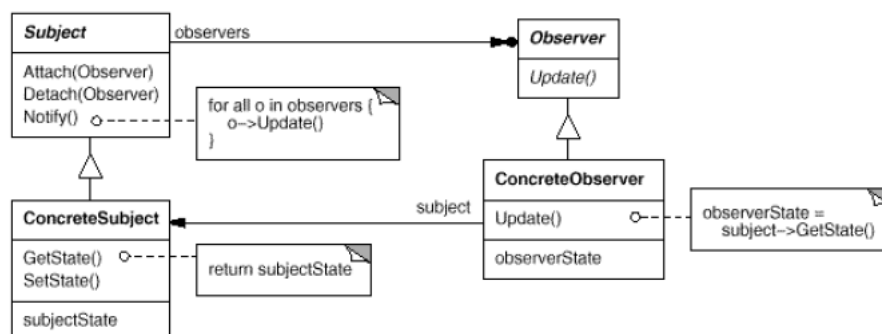 Subject
observers
Observer
Attach(Observer)
Detach(Observer)
Notify()
Update()
for all o in observers {
o->Update()
}
ConcreteSubject
subject
ConcreteObserver
GetState()
SetState()
return subjectState
Update()
observerState =
subject->GetState()
subjectState
observerState